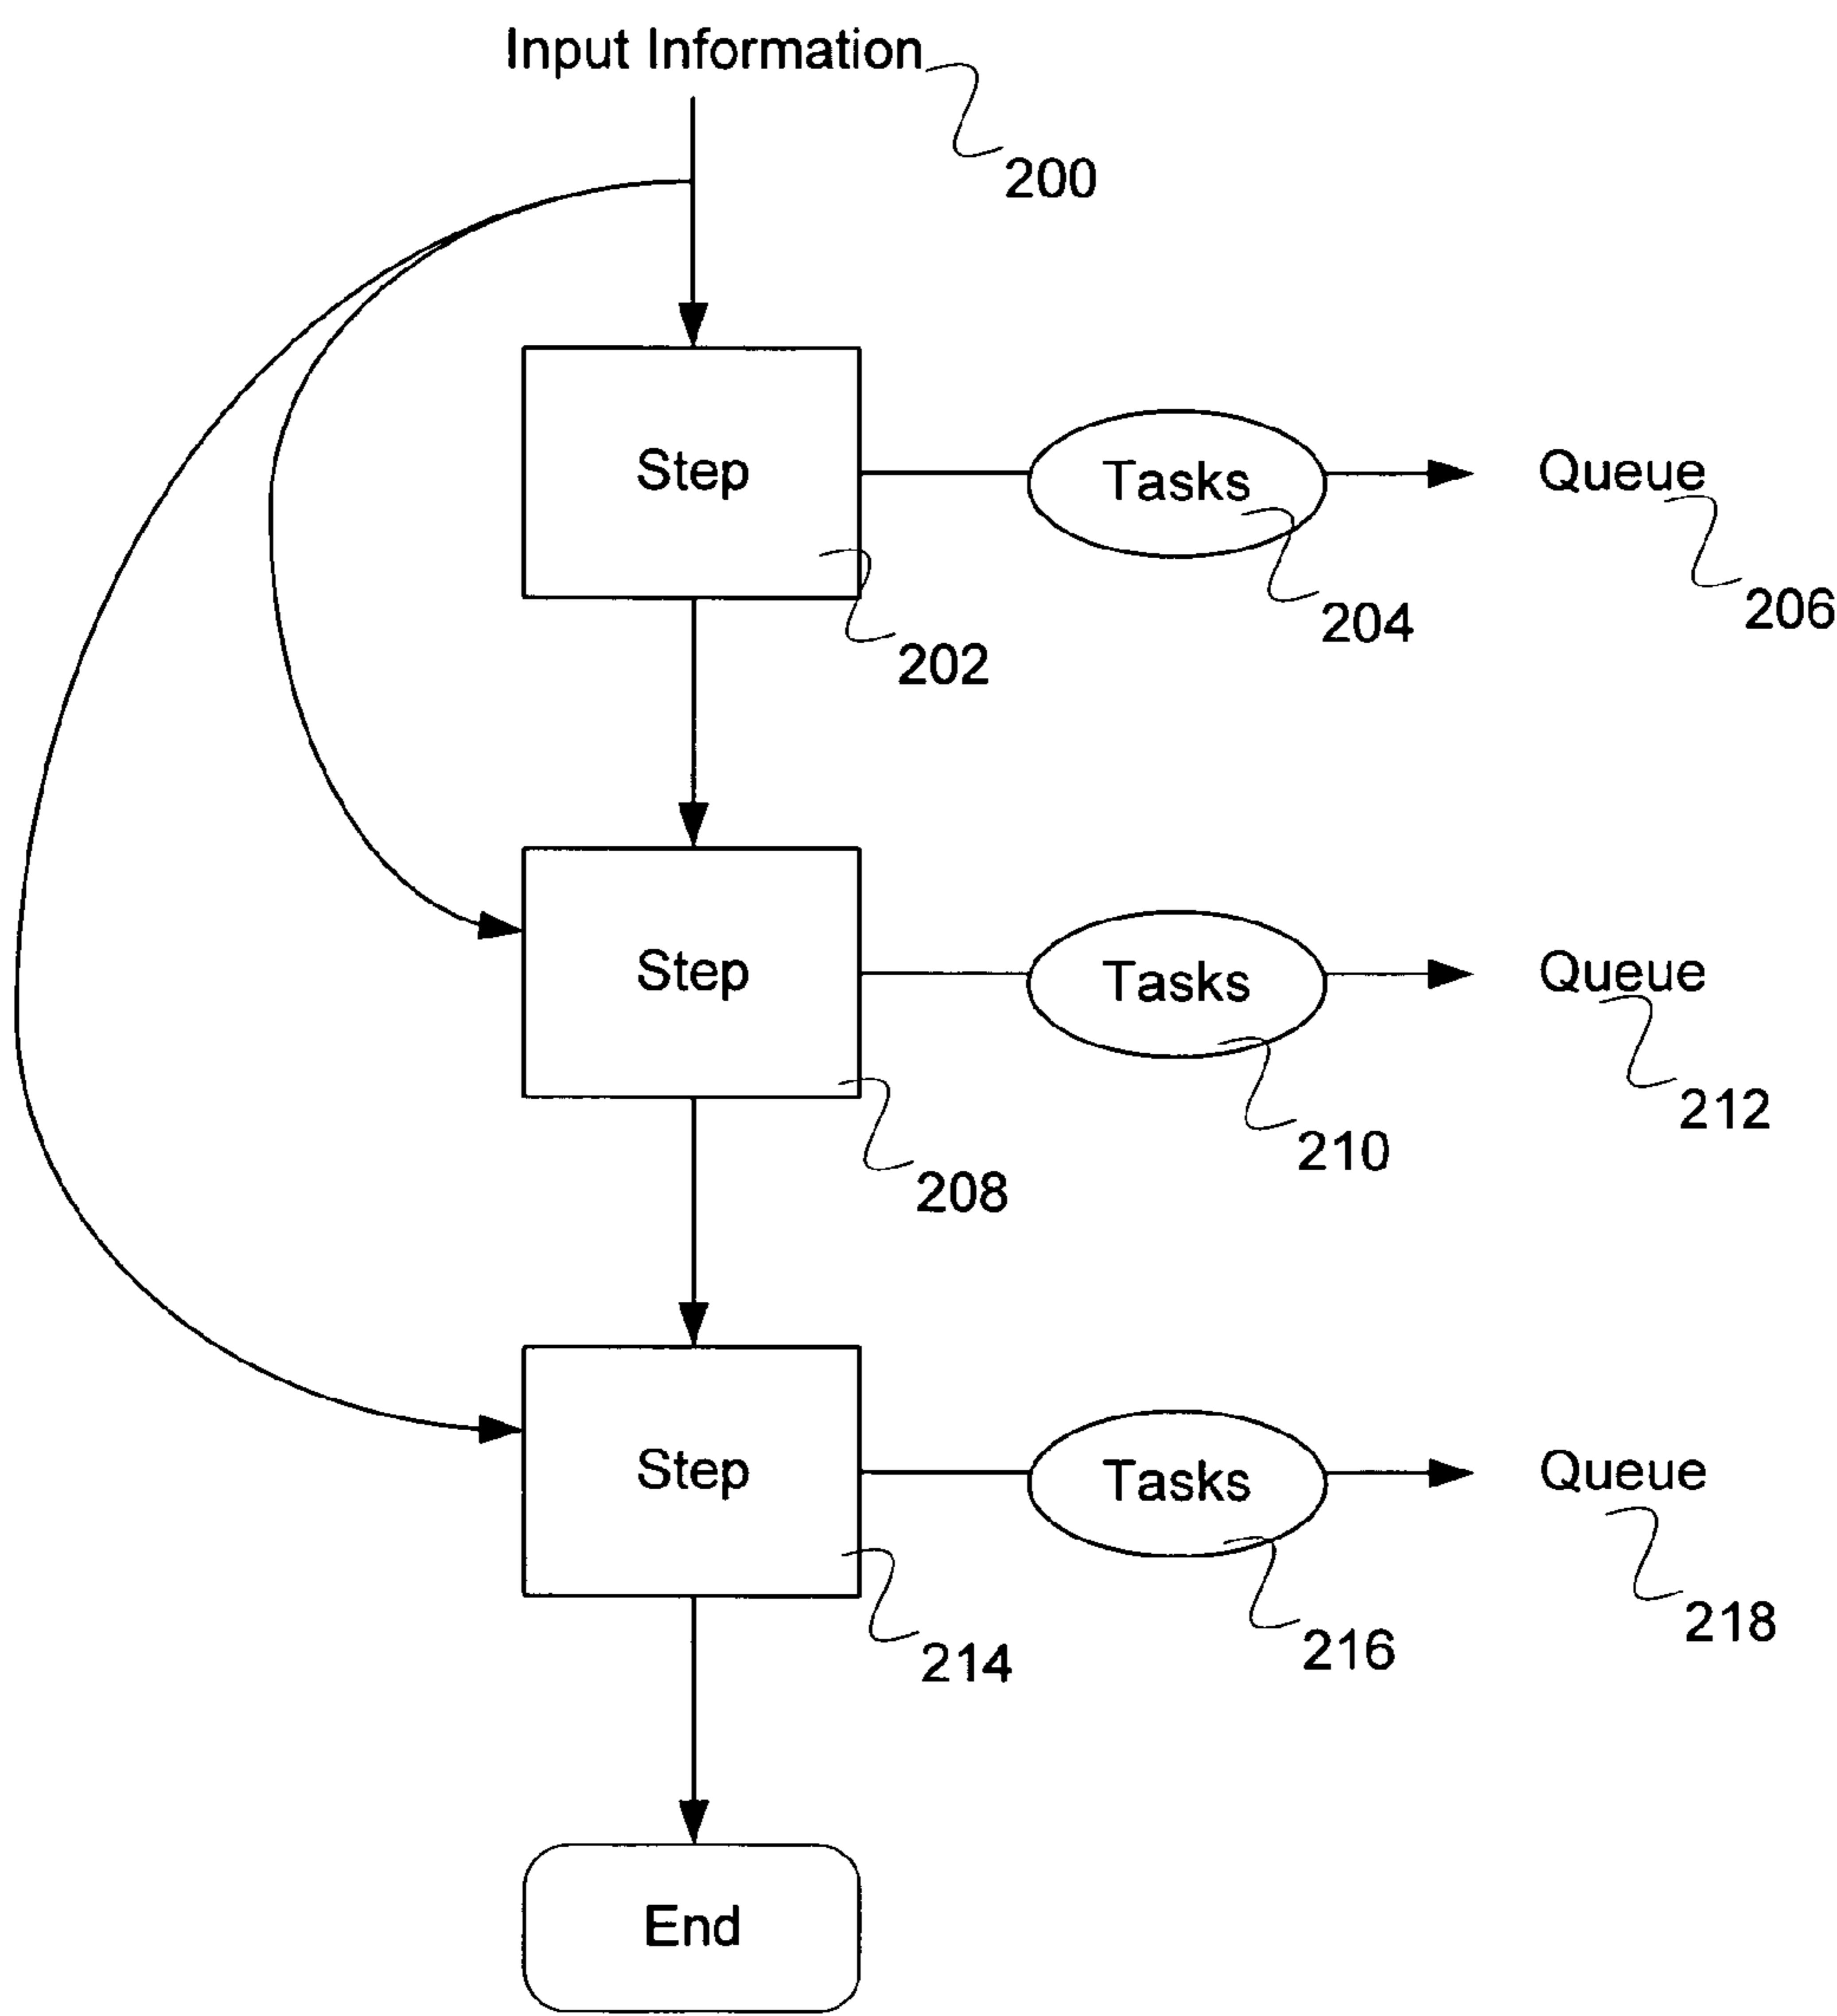 Input Information
200
Step
Tasks
Queue
202
204
206
Step
Tasks
Queue
208
210
212
Step
Tasks
Queue
214
216
218
End